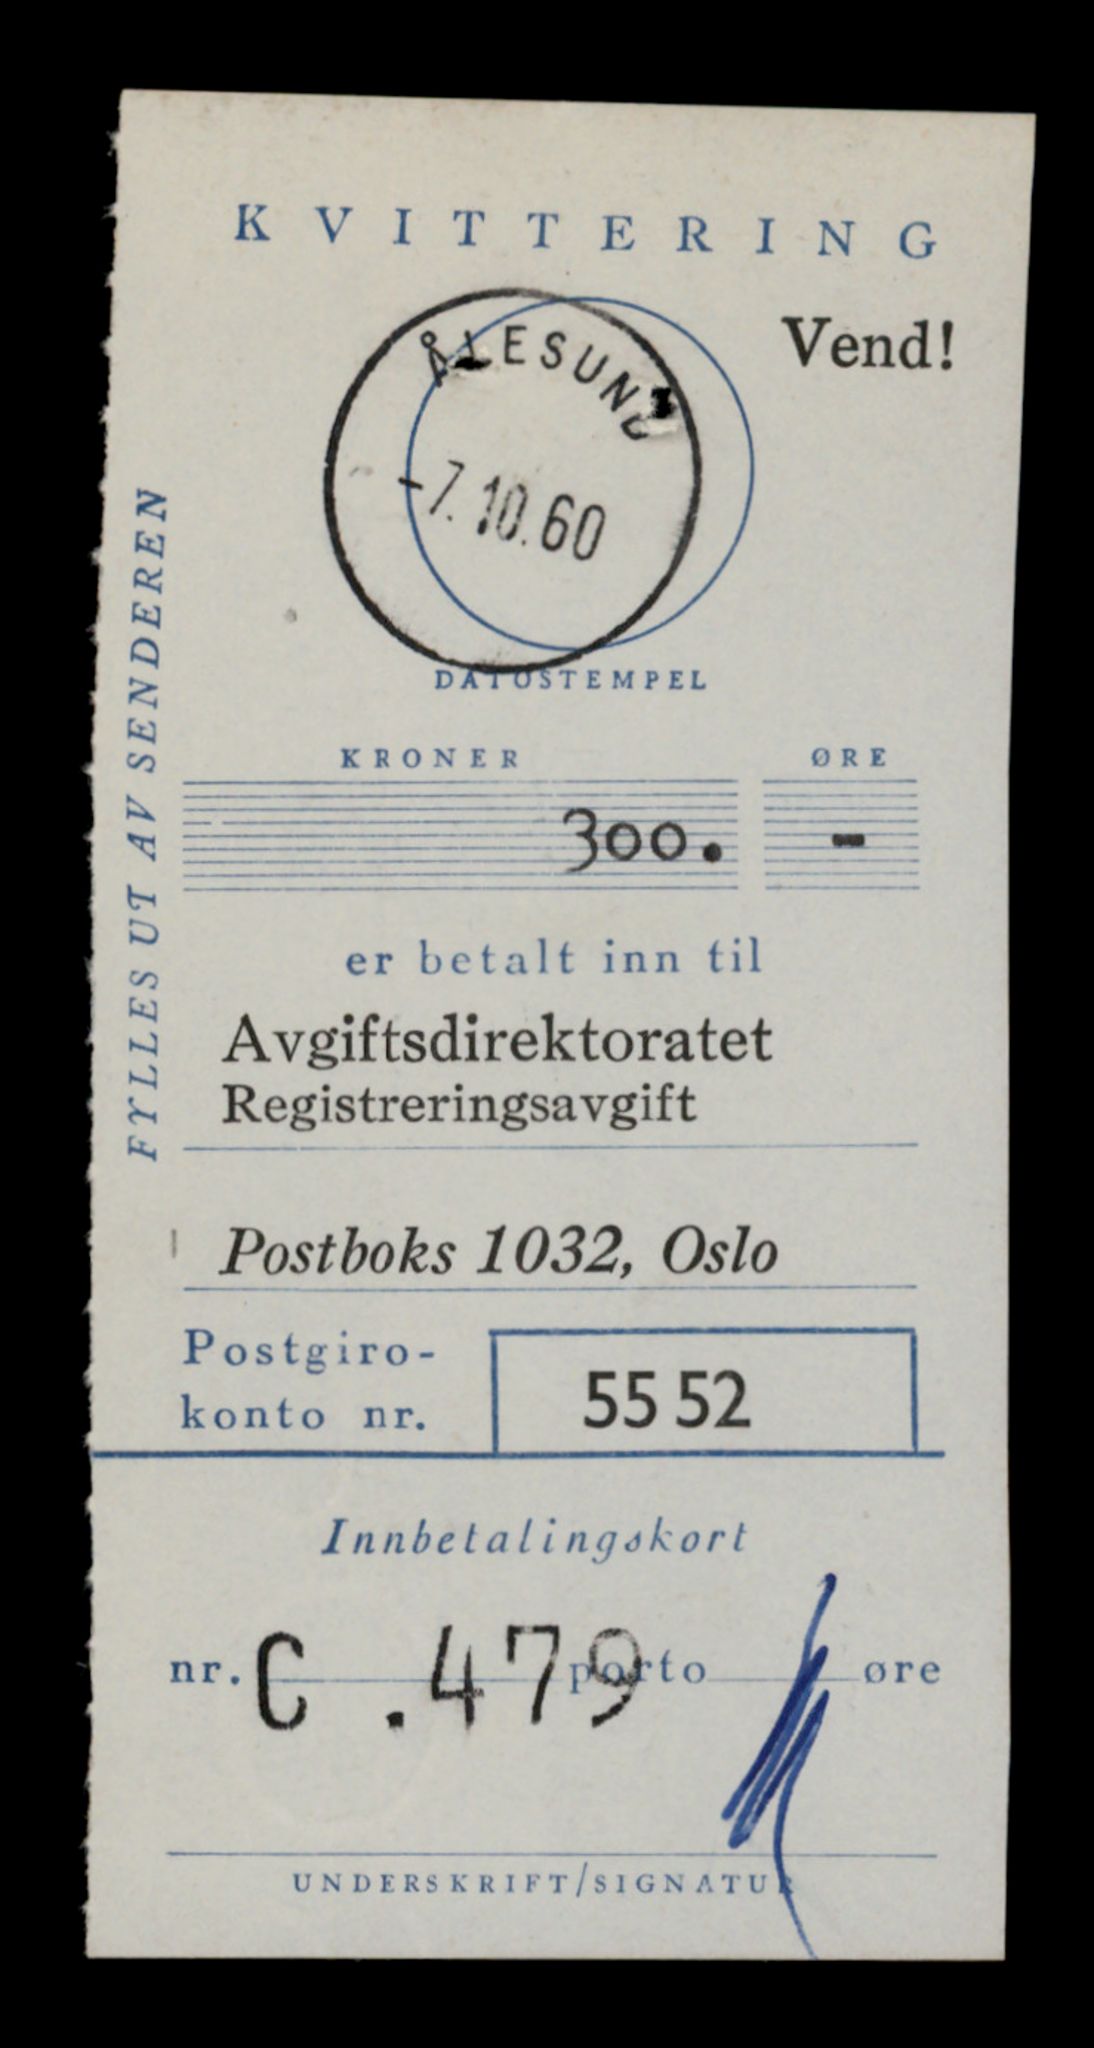 KVITTERING
Vend!
ÅLESUND
-7.10.60
DATOSTEMPEL
FYLLES UT AV SENDEREN
KRONER ØRE
300. -
er betalt inn til
Avgiftsdirektoratet
Registreringsavgift
Postboks 1032, Oslo
Postgiro-
konto nr. 55 52
Innbetalingskort
nr. C .479 porto øre
UNDERSKRIFT/SIGNATUR